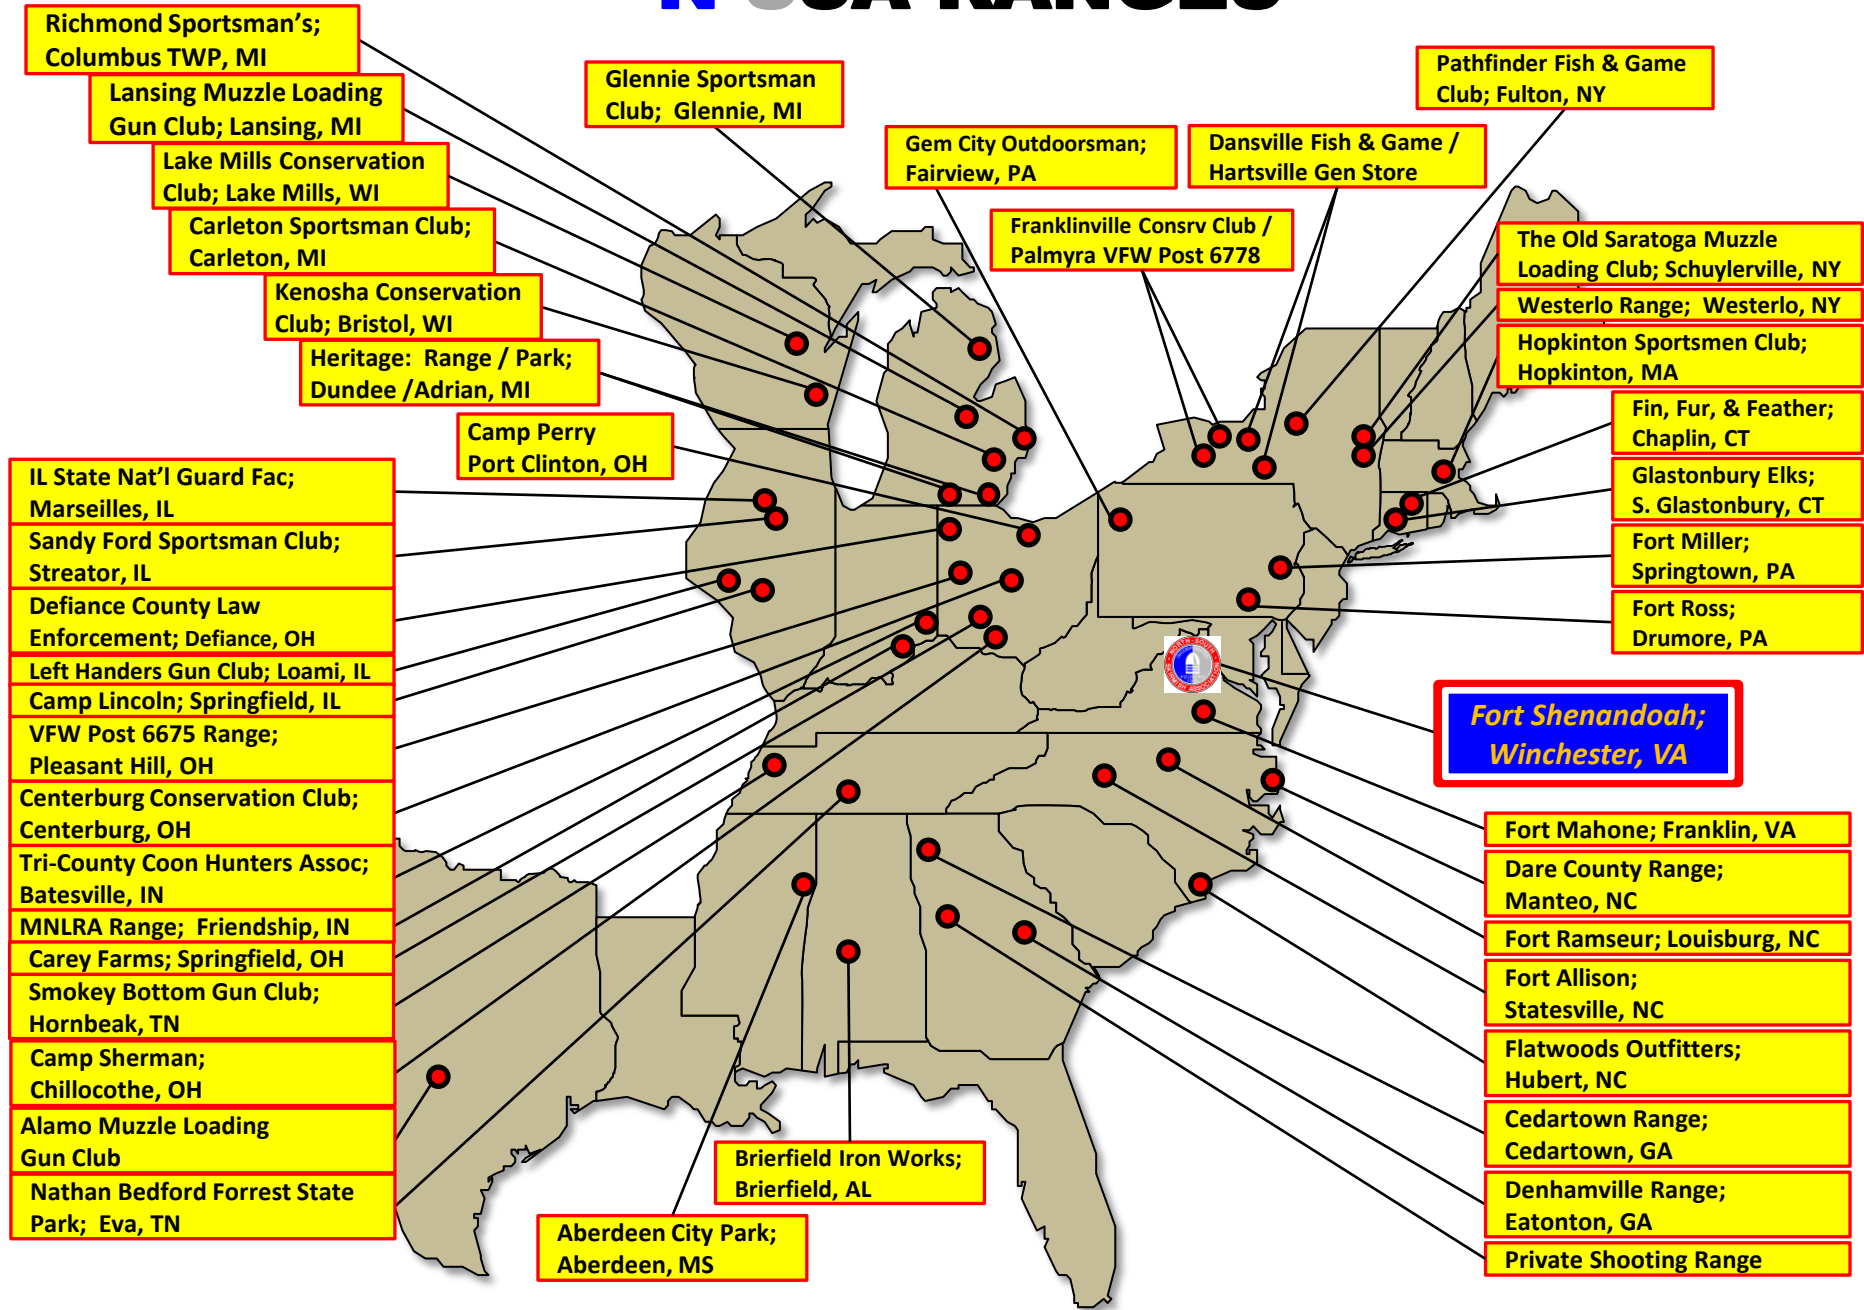 N-SSA RANGES
Richmond Sportsman's;
Columbus TWP, MI
Lansing Muzzle Loading
Gun Club; Lansing, MI
Lake Mills Conservation
Club; Lake Mills, WI
Carleton Sportsman Club;
Carleton, MI
Kenosha Conservation
Club; Bristol, WI
Heritage: Range / Park;
Dundee /Adrian, MI
Camp Perry
Port Clinton, OH
Glennie Sportsman
Club; Glennie, MI
Gem City Outdoorsman;
Fairview, PA
Franklinville Consrv Club /
Palmyra VFW Post 6778
Dansville Fish & Game /
Hartsville Gen Store
Pathfinder Fish & Game
Club; Fulton, NY
The Old Saratoga Muzzle
Loading Club; Schuylerville, NY
Westerlo Range; Westerlo, NY
Hopkinton Sportsmen Club;
Hopkinton, MA
Fin, Fur, & Feather;
Chaplin, CT
Glastonbury Elks;
S. Glastonbury, CT
Fort Miller;
Springtown, PA
Fort Ross;
Drumore, PA
NORTH-SOUTH
SKIRMISH ASSOCIATION
Fort Shenandoah;
Winchester, VA
IL State Nat'l Guard Fac;
Marseilles, IL
Sandy Ford Sportsman Club;
Streator, IL
Defiance County Law
Enforcement; Defiance, OH
Left Handers Gun Club; Loami, IL
Camp Lincoln; Springfield, IL
VFW Post 6675 Range;
Pleasant Hill, OH
Centerburg Conservation Club;
Centerburg, OH
Tri-County Coon Hunters Assoc;
Batesville, IN
MNLRA Range; Friendship, IN
Carey Farms; Springfield, OH
Smokey Bottom Gun Club;
Hornbeak, TN
Camp Sherman;
Chillocothe, OH
Alamo Muzzle Loading
Gun Club
Nathan Bedford Forrest State
Park; Eva, TN
Aberdeen City Park;
Aberdeen, MS
Brierfield Iron Works;
Brierfield, AL
Fort Mahone; Franklin, VA
Dare County Range;
Manteo, NC
Fort Ramseur; Louisburg, NC
Fort Allison;
Statesville, NC
Flatwoods Outfitters;
Hubert, NC
Cedartown Range;
Cedartown, GA
Denhamville Range;
Eatonton, GA
Private Shooting Range